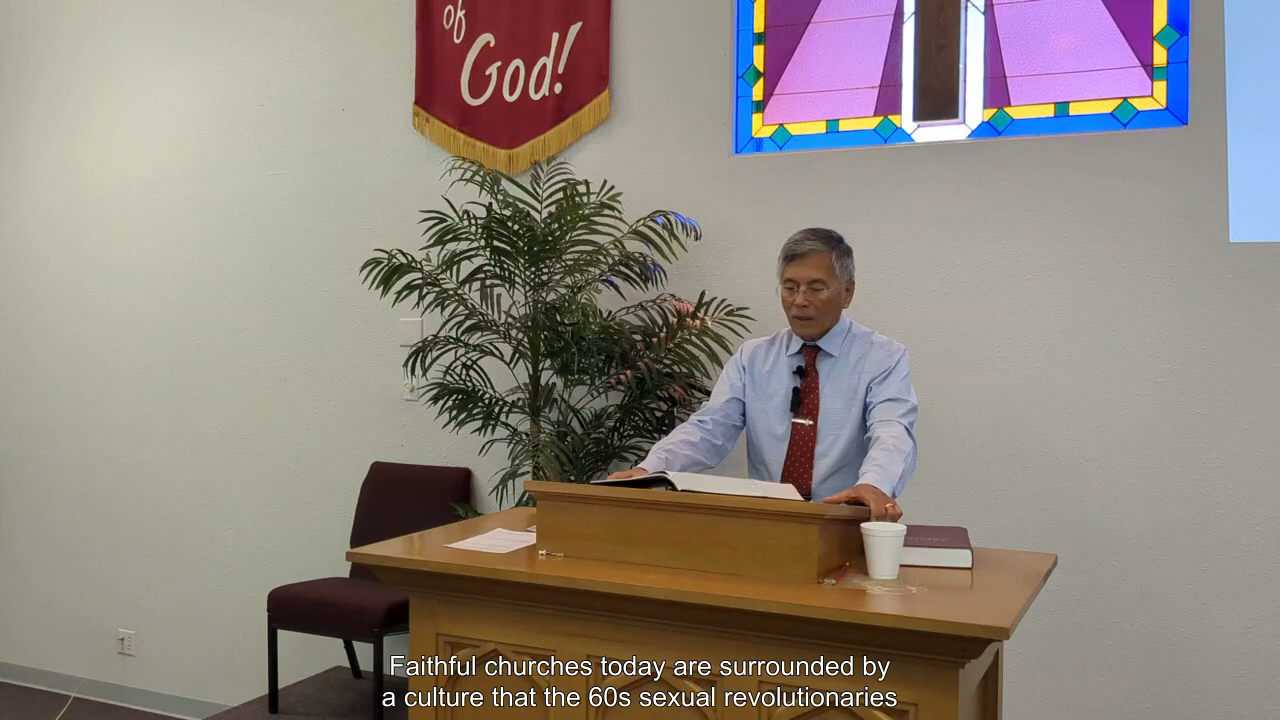 of
God!
Faithful churches today are surrounded by
a culture that the 60s sexual revolutionaries